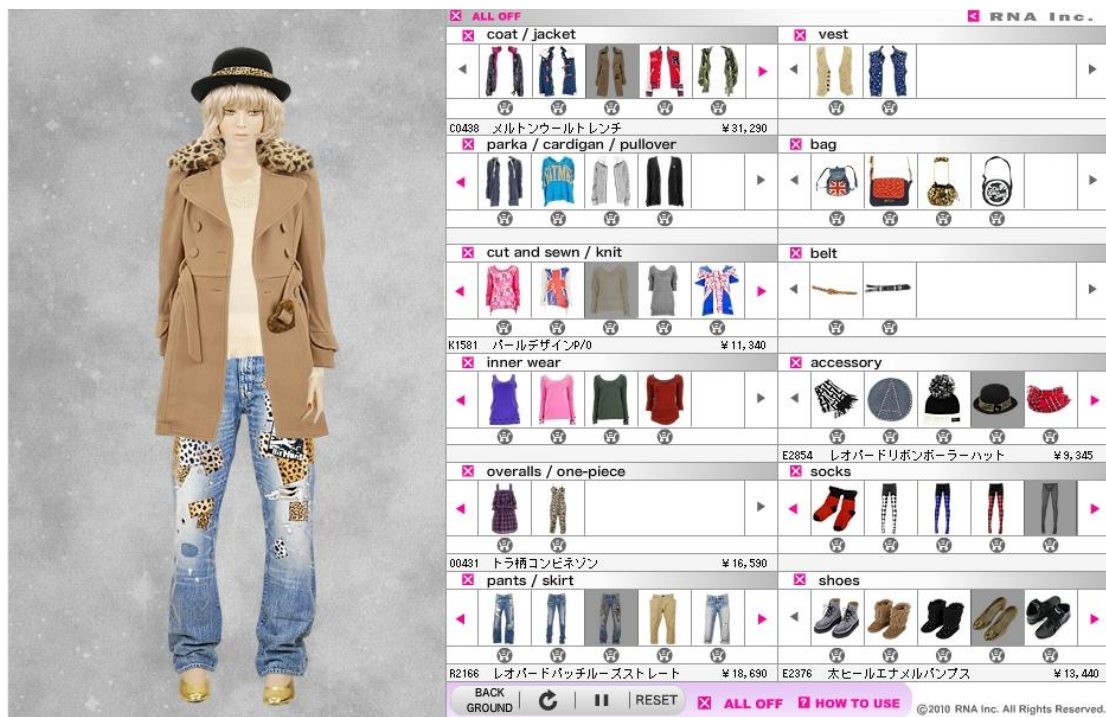 ALL OFF
RNA Inc.
coat / jacket
C0438 メルトンウールトレンチ ¥31,290
parka / cardigan / pullover
cut and sewn / knit
K1581 パールデザインP/O ¥11,340
inner wear
overalls / one-piece
O0431 トラ柄コンビネゾン ¥16,590
pants / skirt
R2166 レオパードパッチルーズストレート ¥18,690
vest
bag
belt
accessory
E2854 レオパードリボンボーラーハット ¥9,345
socks
shoes
E2376 太ヒールエナメルパンプス ¥13,440
BACK GROUND
RESET
ALL OFF
HOW TO USE
©2010 RNA Inc. All Rights Reserved.